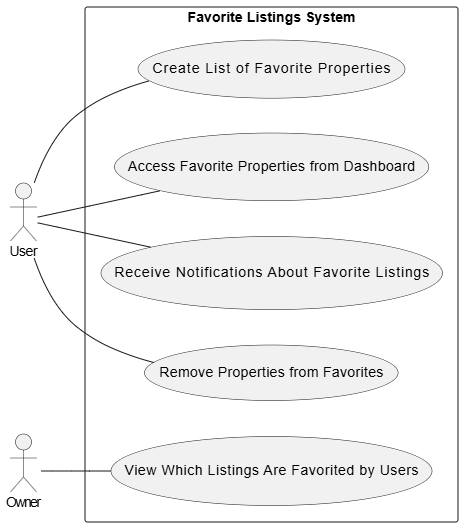 Favorite Listings System
Create List of Favorite Properties
Access Favorite Properties from Dashboard
User
Receive Notifications About Favorite Listings
Remove Properties from Favorites
View Which Listings Are Favorited by Users
Owner